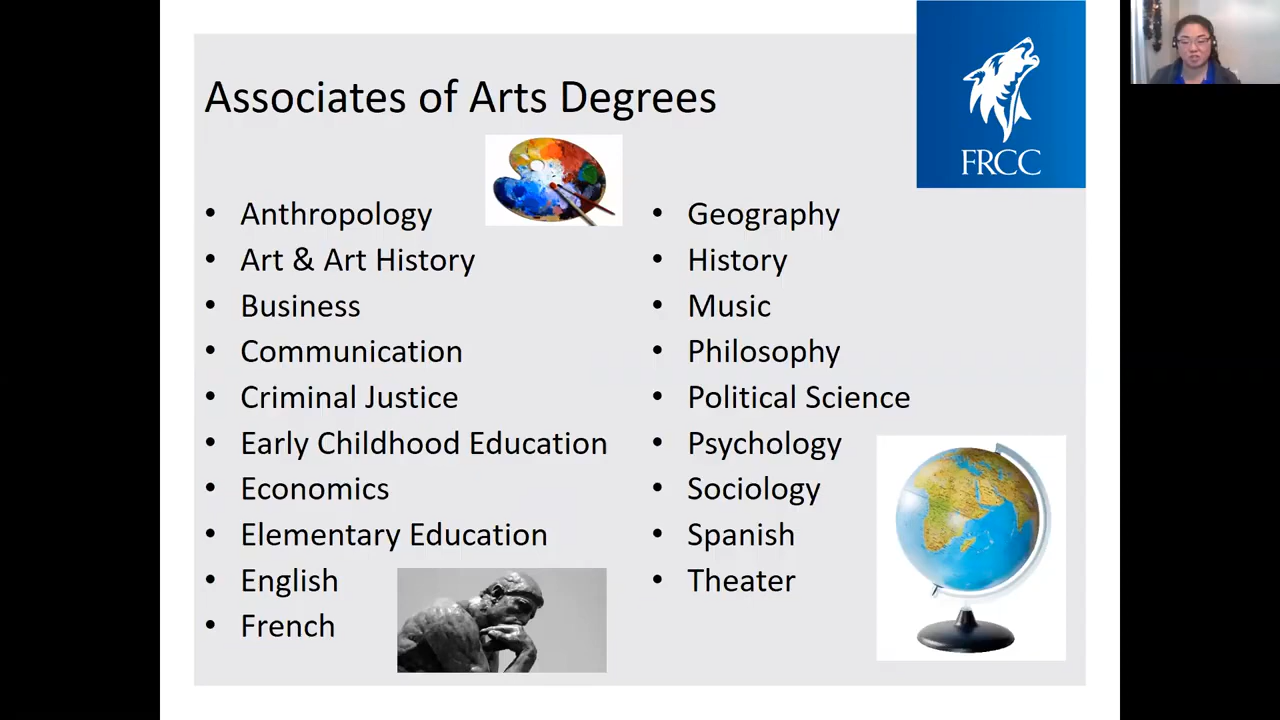 Associates of Arts Degrees
FRCC
• Anthropology
• Art & Art History
• Business
• Communication
• Criminal Justice
• Early Childhood Education
• Economics
• Elementary Education
• English
• French
• Geography
• History
• Music
• Philosophy
• Political Science
• Psychology
• Sociology
• Spanish
• Theater